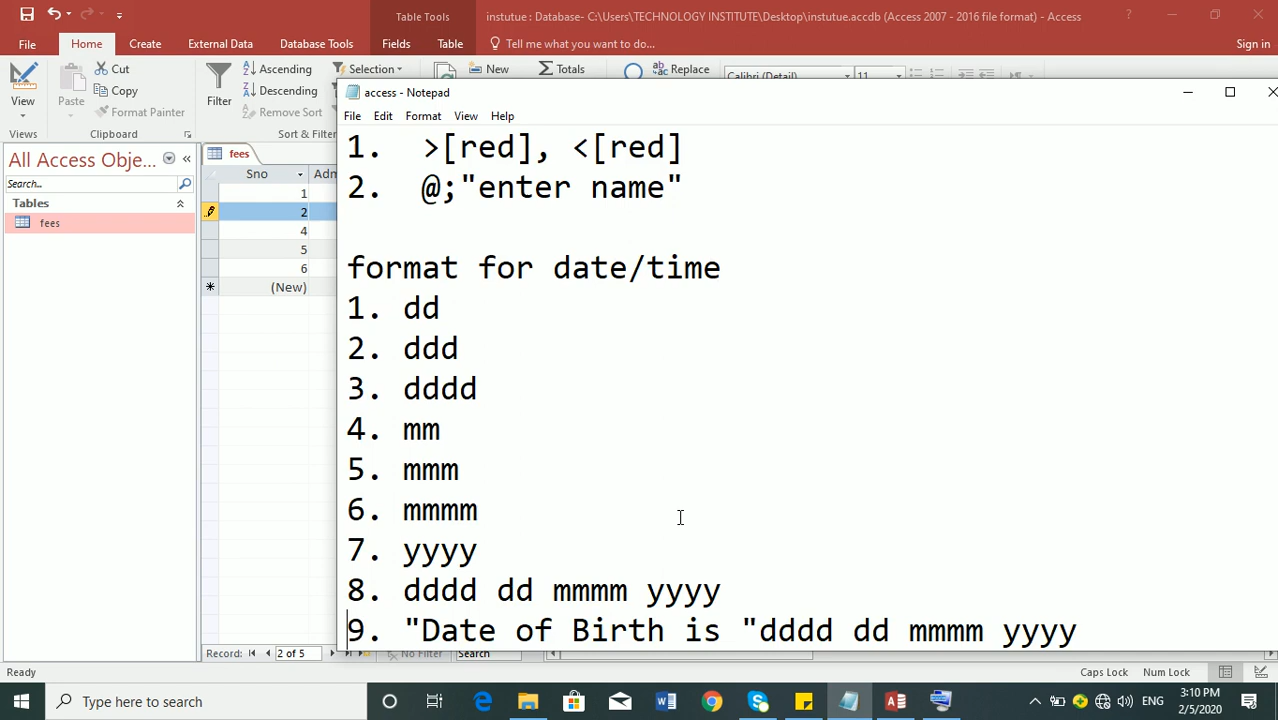 Table Tools
instutue : Database- C:\Users\TECHNOLOGY INSTITUTE\Desktop\instutue.accdb (Access 2007 - 2016 file format) - Access
?
File Home Create External Data Database Tools Fields Table Tell me what you want to do... Sign in
View
Views
Paste
Cut
Copy
Format Painter
Clipboard
Filter
Ascending
Descending
Remove Sort
Sort & Filter
Selection
New
Totals
Replace
Calibri (Detail) 11
access - Notepad
File Edit Format View Help
All Access Obje...
Search...
Tables
fees
fees
Sno Adm
1
2
4
5
6
(New)
1. >[red], <[red]
2. @;"enter name"
format for date/time
1. dd
2. ddd
3. dddd
4. mm
5. mmm
6. mmmm
7. yyyy
8. dddd dd mmmm yyyy
9. "Date of Birth is "dddd dd mmmm yyyy
Record: 2 of 5 No Filter Search
Ready
Caps Lock Num Lock
Type here to search
ENG
3:10 PM
2/5/2020